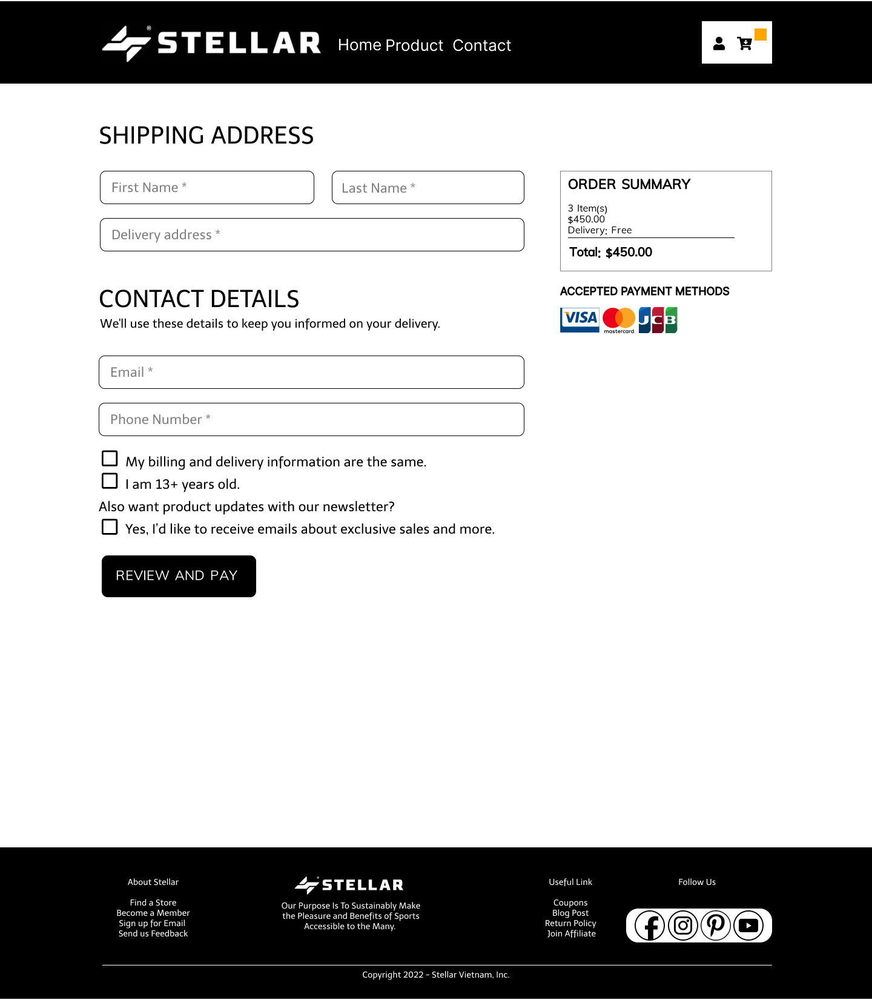 STELLAR
Home Product Contact
SHIPPING ADDRESS
First Name *
Last Name *
Delivery address *
ORDER SUMMARY
3 Item(s)
$450.00
Delivery: Free
Total: $450.00
ACCEPTED PAYMENT METHODS
VISA mastercard. JCB
CONTACT DETAILS
We'll use these details to keep you informed on your delivery.
Email *
Phone Number *
My billing and delivery information are the same.
I am 13+ years old.
Also want product updates with our newsletter?
Yes, I’d like to receive emails about exclusive sales and more.
REVIEW AND PAY
About Stellar
Find a Store
Become a Member
Sign up for Email
Send us Feedback
STELLAR
Our Purpose Is To Sustainably Make
the Pleasure and Benefits of Sports
Accessible to the Many.
Useful Link
Coupons
Blog Post
Return Policy
Join Affiliate
Follow Us
Copyright 2022 - Stellar Vietnam, Inc.